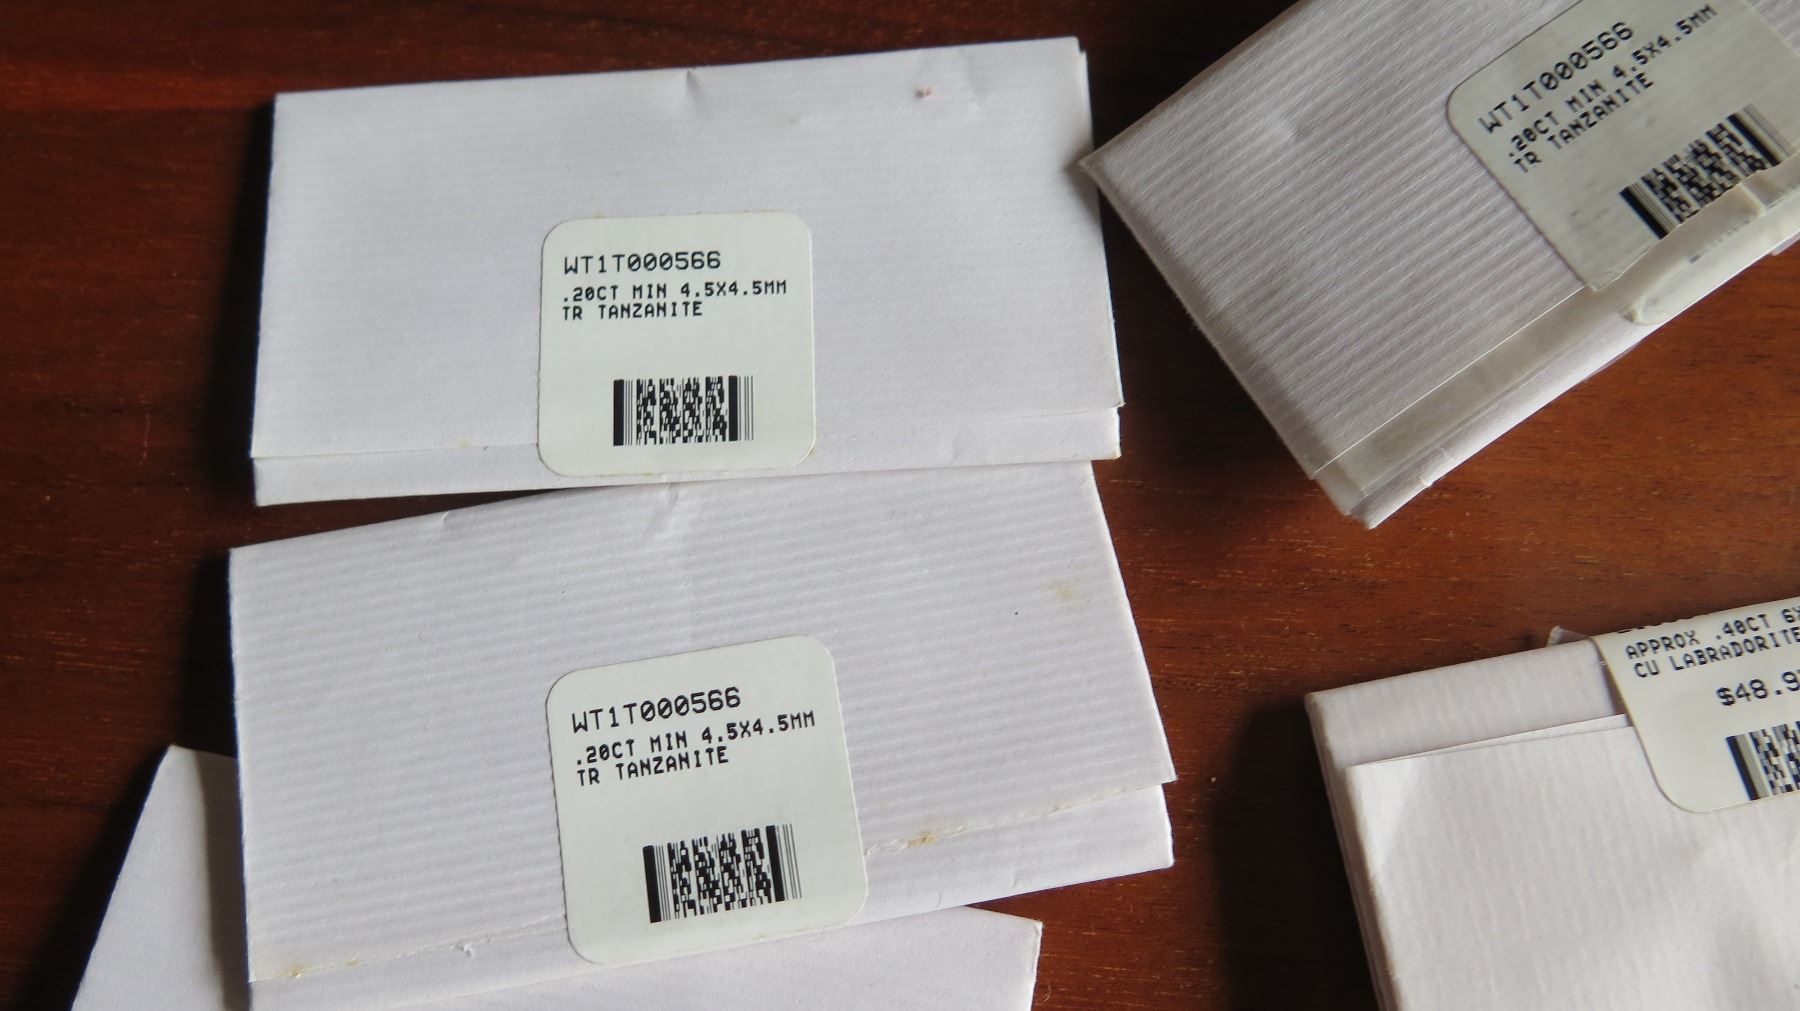 WT1T000566
.20CT MIN 4.5X4.5MM
TR TANZANITE
WT1T000566
.20CT MIN 4.5X4.5MM
TR TANZANITE
WT1T000566
.20CT MIN 4.5X4.5MM
TR TANZANITE
APPROX .40CT
CU LABRADORITE